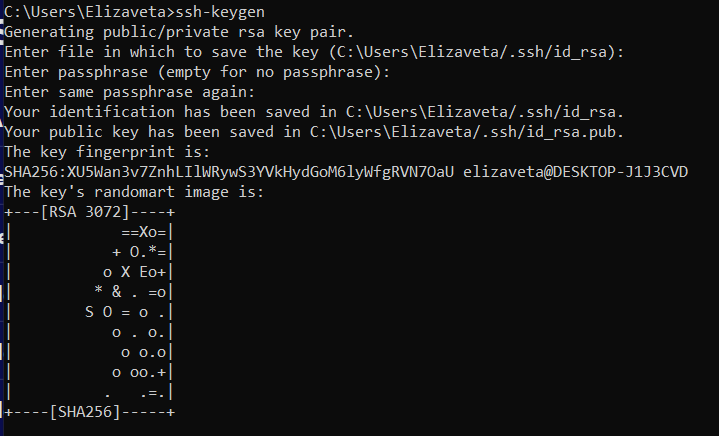 C:\Users\Elizaveta>ssh-keygen
Generating public/private rsa key pair.
Enter file in which to save the key (C:\Users\Elizaveta/.ssh/id_rsa):
Enter passphrase (empty for no passphrase):
Enter same passphrase again:
Your identification has been saved in C:\Users\Elizaveta/.ssh/id_rsa.
Your public key has been saved in C:\Users\Elizaveta/.ssh/id_rsa.pub.
The key fingerprint is:
SHA256:XU5Wan3v7ZnhLIlWRywS3YVkHydGoM6lyWfgRVN7OaU elizaveta@DESKTOP-J1J3CVD
The key's randomart image is:
+---[RSA 3072]----+
|            ==Xo=|
|           + O.*=|
|          o X Eo+|
|         * & . =o|
|        S O = o .|
|           o . o.|
|            o o.o|
|           o oo.+|
|          .   .=.|
+----[SHA256]-----+